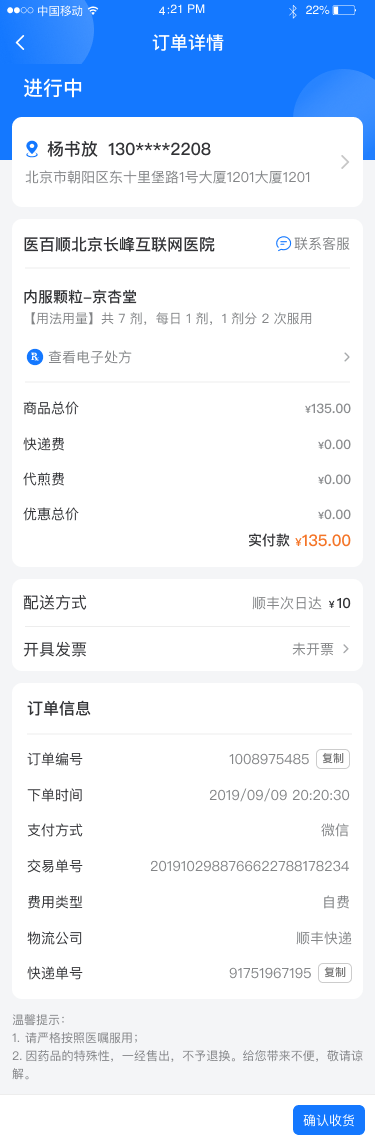 中国移动 4:21 PM 22%
订单详情
进行中
杨书放 130****2208
北京市朝阳区东十里堡路1号大厦1201大厦1201
医百顺北京长峰互联网医院 联系客服
内服颗粒-京杏堂
【用法用量】共 7 剂，每日 1 剂，1 剂分 2 次服用
R 查看电子处方
商品总价 ¥135.00
快递费 ¥0.00
代煎费 ¥0.00
优惠总价 ¥0.00
实付款 ¥135.00
配送方式 顺丰次日达 ¥10
开具发票 未开票
订单信息
订单编号 1008975485 复制
下单时间 2019/09/09 20:20:30
支付方式 微信
交易单号 2019102988766622788178234
费用类型 自费
物流公司 顺丰快递
快递单号 91751967195 复制
温馨提示：
1. 请严格按照医嘱服用；
2. 因药品的特殊性，一经售出，不予退换。给您带来不便，敬请谅
解。
确认收货